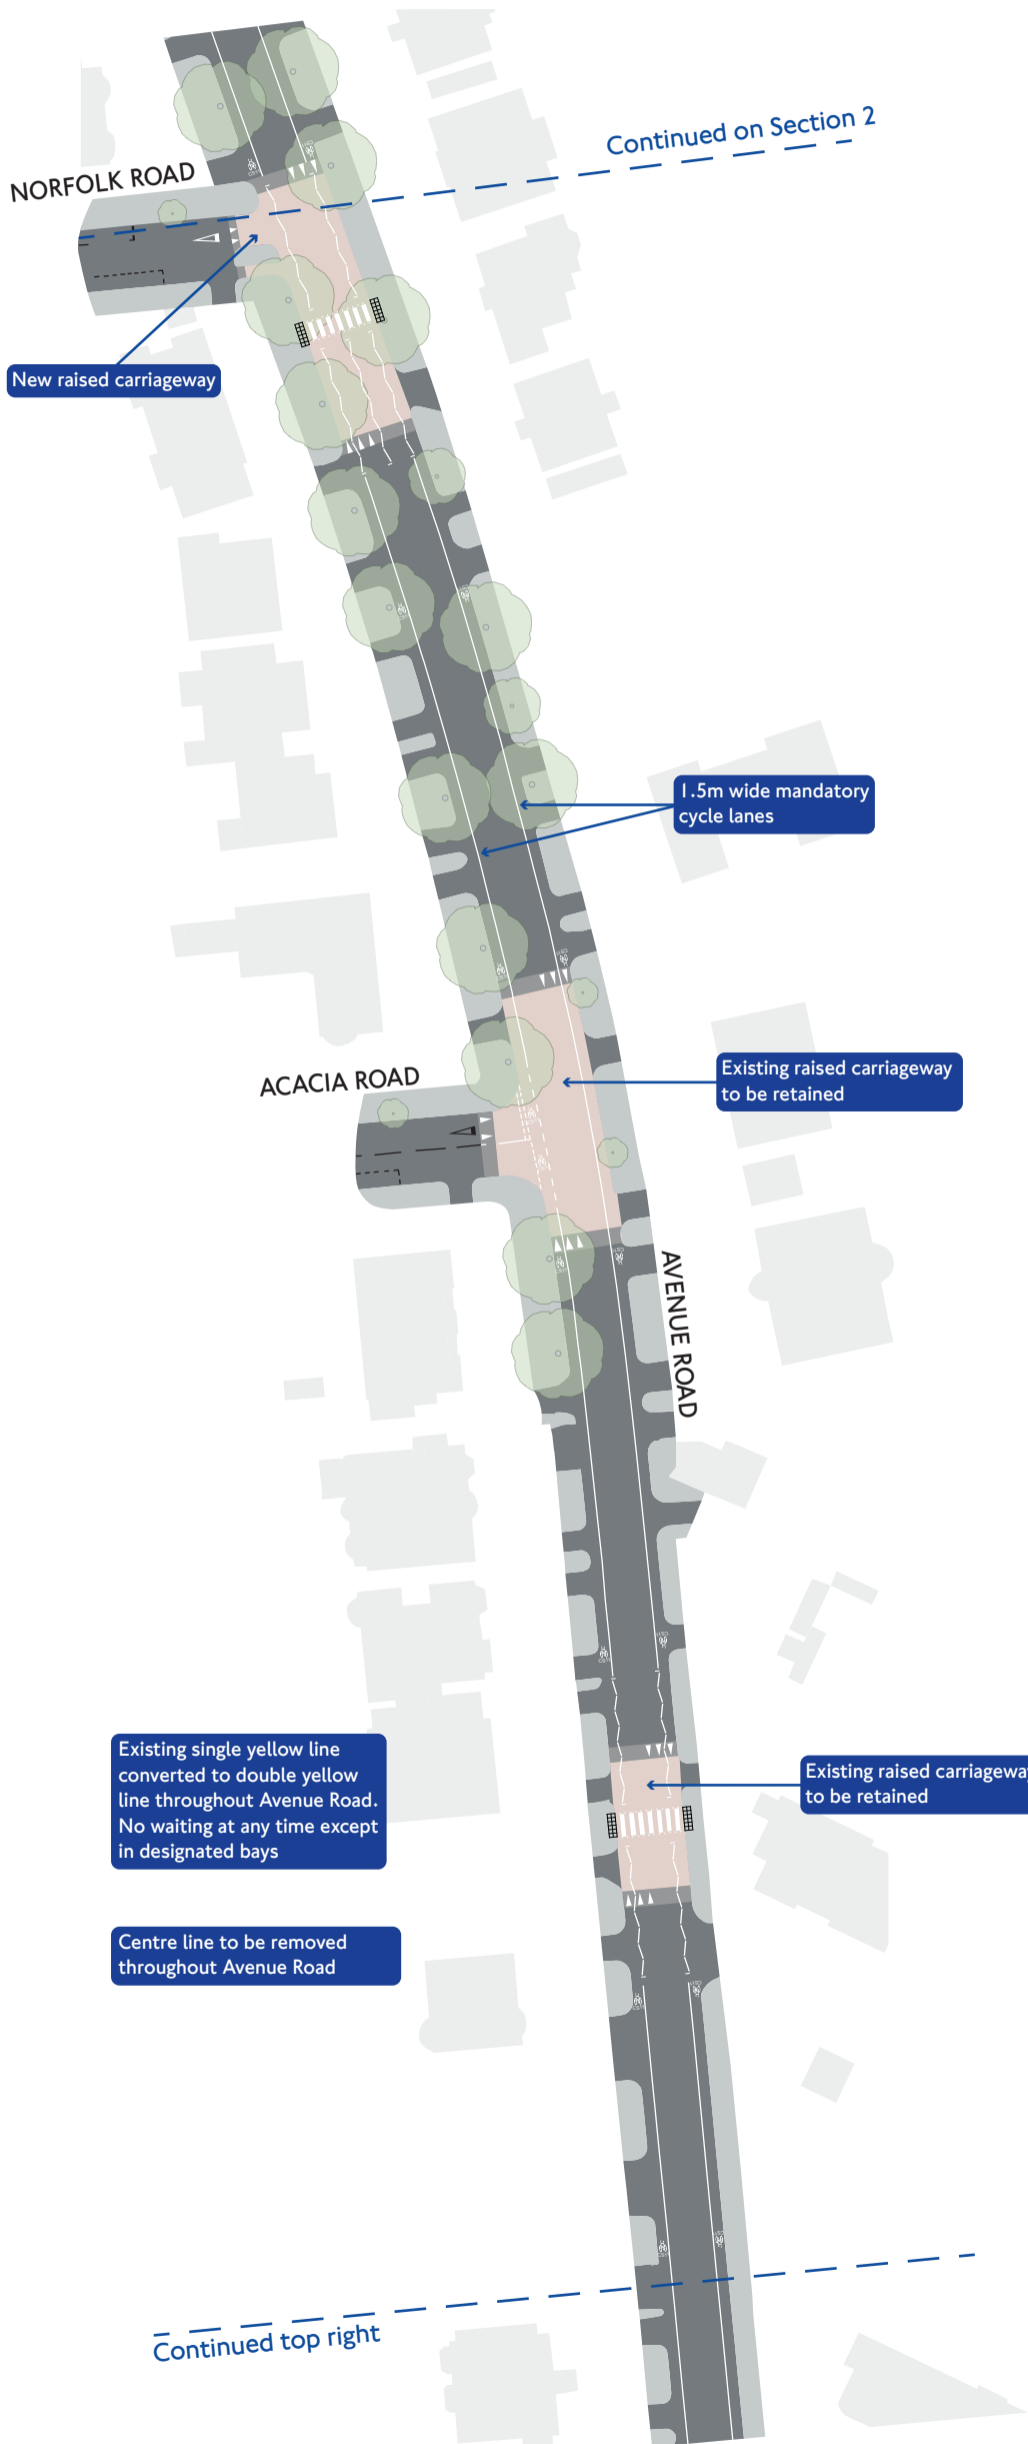 Continued on Section 2
NORFOLK ROAD
New raised carriageway
1.5m wide mandatory
cycle lanes
Existing raised carriageway
to be retained
ACACIA ROAD
AVENUE ROAD
Existing single yellow line
converted to double yellow
line throughout Avenue Road.
No waiting at any time except
in designated bays
Existing raised carriageway
to be retained
Centre line to be removed
throughout Avenue Road
Continued top right